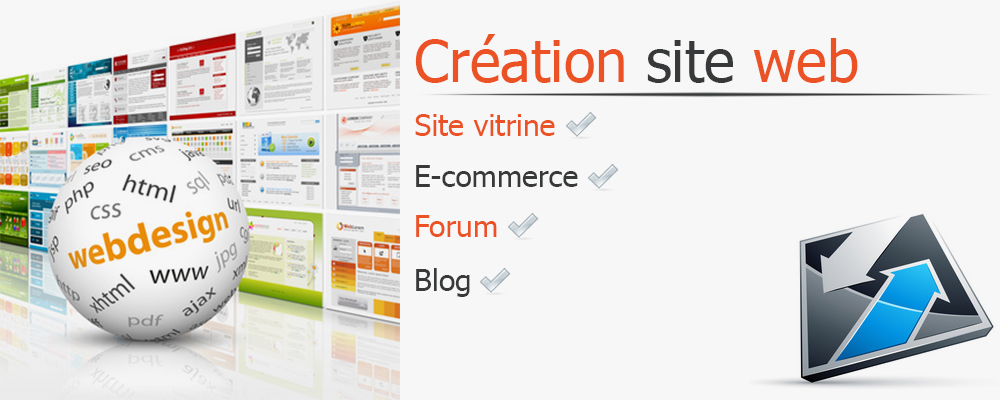 Création site web
Site vitrine
E-commerce
Forum
Blog
seo cms
php html sql
css url
webdesign
www jpg
http xhtml ajax
pdf